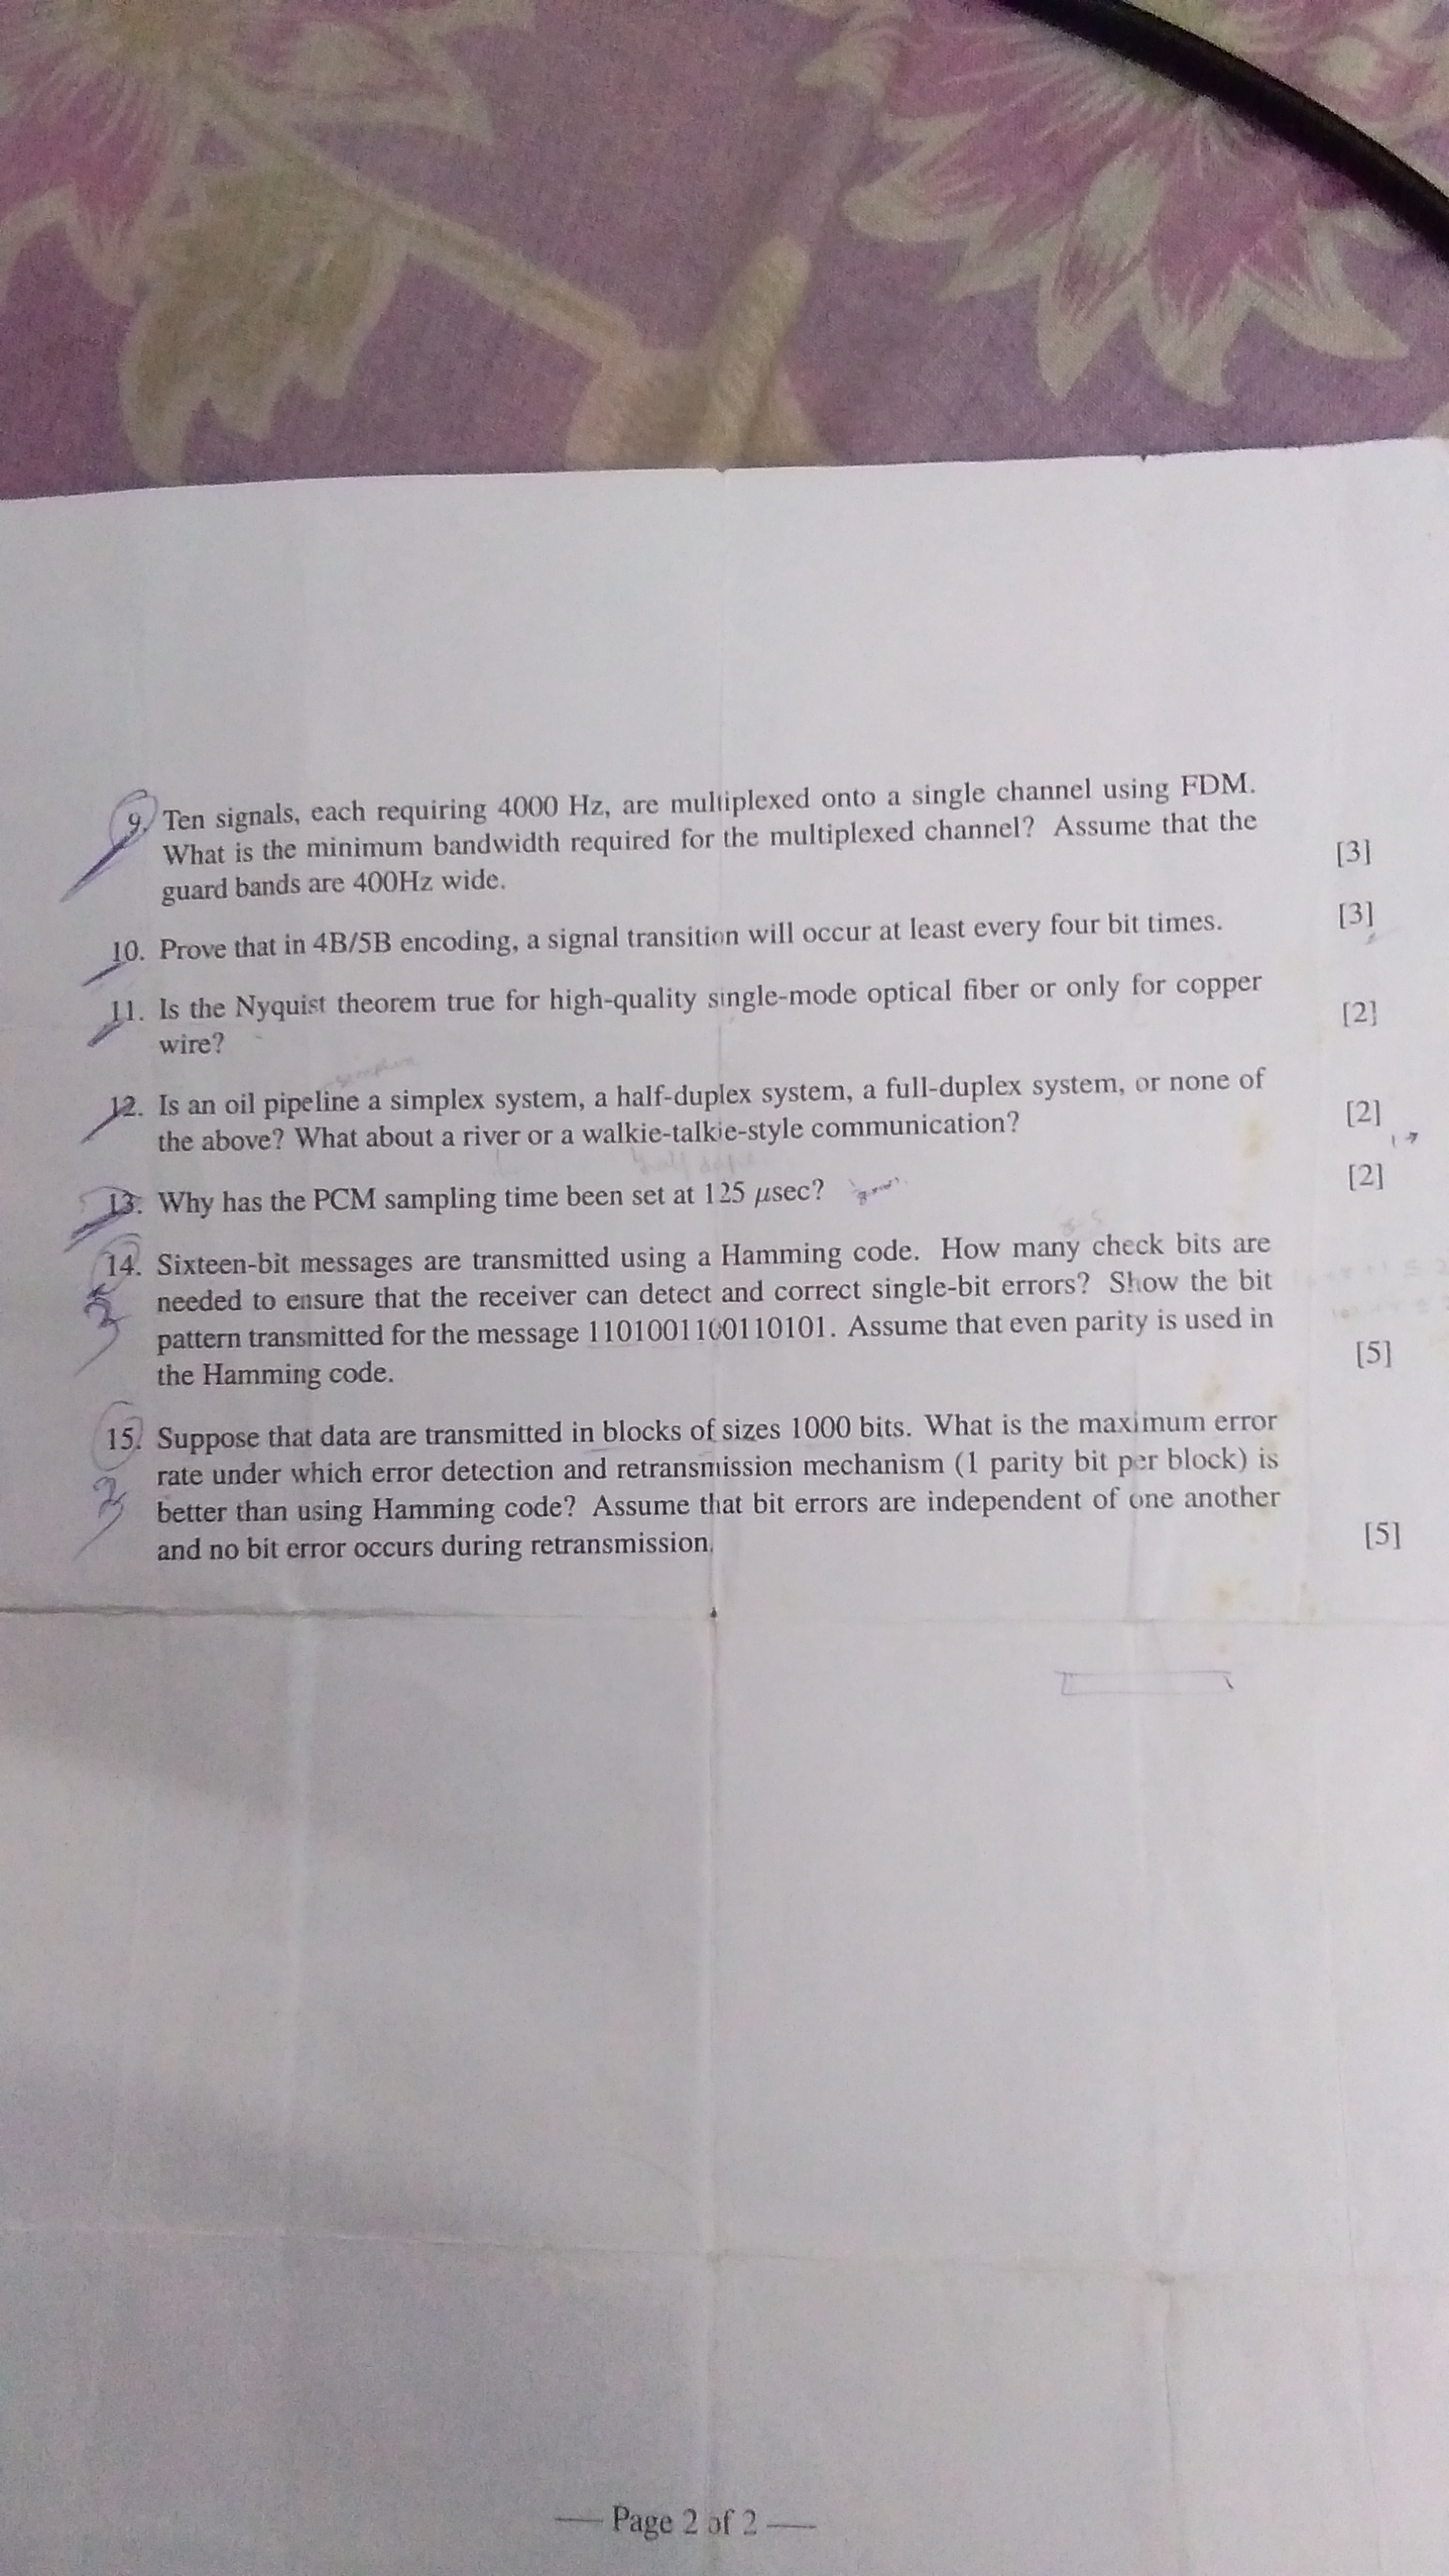 9. Ten signals, each requiring 4000 Hz, are multiplexed onto a single channel using FDM.
What is the minimum bandwidth required for the multiplexed channel? Assume that the
guard bands are 400Hz wide. [3]
10. Prove that in 4B/5B encoding, a signal transition will occur at least every four bit times. [3]
11. Is the Nyquist theorem true for high-quality single-mode optical fiber or only for copper
wire? [2]
simplex
12. Is an oil pipeline a simplex system, a half-duplex system, a full-duplex system, or none of
the above? What about a river or a walkie-talkie-style communication? [2]
13. Why has the PCM sampling time been set at 125 μsec? [2]
14. Sixteen-bit messages are transmitted using a Hamming code. How many check bits are
needed to ensure that the receiver can detect and correct single-bit errors? Show the bit
pattern transmitted for the message 1101001100110101. Assume that even parity is used in
the Hamming code. [5]
15. Suppose that data are transmitted in blocks of sizes 1000 bits. What is the maximum error
rate under which error detection and retransmission mechanism (1 parity bit per block) is
better than using Hamming code? Assume that bit errors are independent of one another
and no bit error occurs during retransmission. [5]
— Page 2 of 2 —